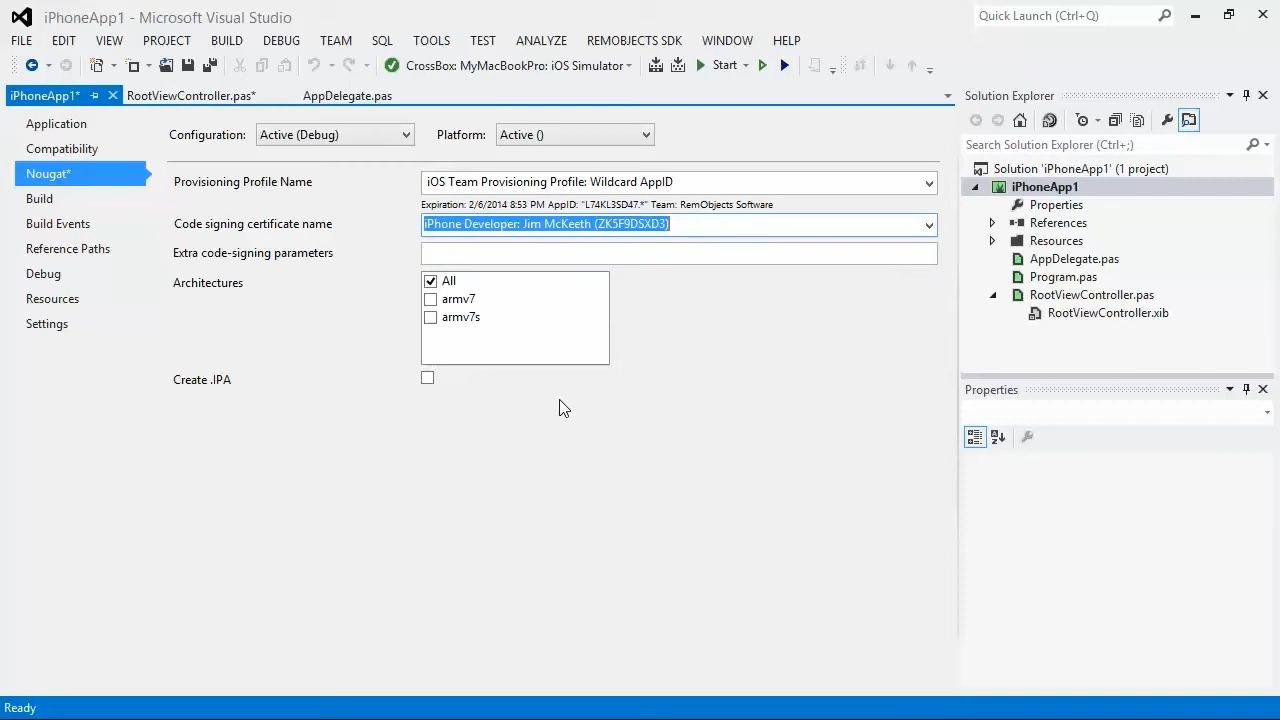 iPhoneApp1 - Microsoft Visual Studio
Quick Launch (Ctrl+Q)
FILE EDIT VIEW PROJECT BUILD DEBUG TEAM SQL TOOLS TEST ANALYZE REMOBJECTS SDK WINDOW HELP
CrossBox: MyMacBookPro: iOS Simulator Start
iPhoneApp1* RootViewController.pas* AppDelegate.pas
Application
Compatibility
Nougat*
Build
Build Events
Reference Paths
Debug
Resources
Settings
Configuration: Active (Debug) Platform: Active ()
Provisioning Profile Name iOS Team Provisioning Profile: Wildcard AppID
Expiration: 2/6/2014 8:53 PM AppID: "L74KL3SD47.*" Team: RemObjects Software
Code signing certificate name iPhone Developer: Jim McKeeth (ZK5F9DSXD3)
Extra code-signing parameters
Architectures All
armv7
armv7s
Create .IPA
Solution Explorer
Search Solution Explorer (Ctrl+;)
Solution 'iPhoneApp1' (1 project)
iPhoneApp1
Properties
References
Resources
AppDelegate.pas
Program.pas
RootViewController.pas
RootViewController.xib
Properties
Ready